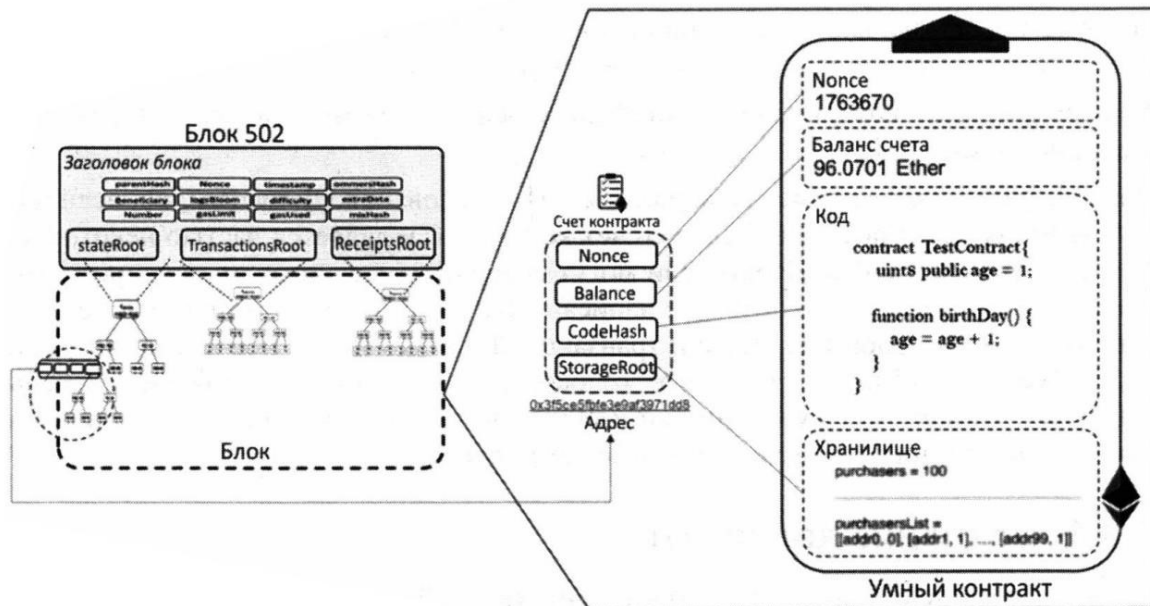 Блок 502
Заголовок блока
parentHash Nonce timestamp ommersHash
Beneficiary logsBloom difficulty extraData
Number gasLimit gasUsed mixHash
stateRoot TransactionsRoot ReceiptsRoot
Блок
Счет контракта
Nonce
Balance
CodeHash
StorageRoot
0x3f5ce5fbfe3e9af3971dd8
Адрес
Nonce
1763670
Баланс счета
96.0701 Ether
Код
contract TestContract{
uint8 public age = 1;
function birthDay() {
age = age + 1;
}
}
Хранилище
purchasers = 100
purchasersList =
[[addr0, 0], [addr1, 1], ..., [addr99, 1]]
Умный контракт